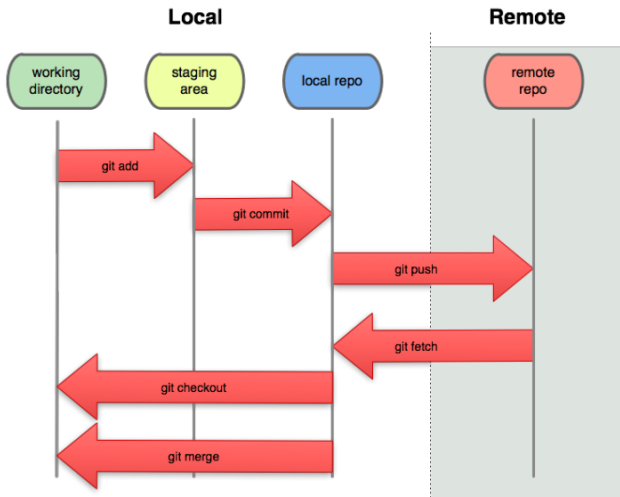 Local
Remote
working
directory
staging
area
local repo
remote
repo
git add
git commit
git push
git fetch
git checkout
git merge